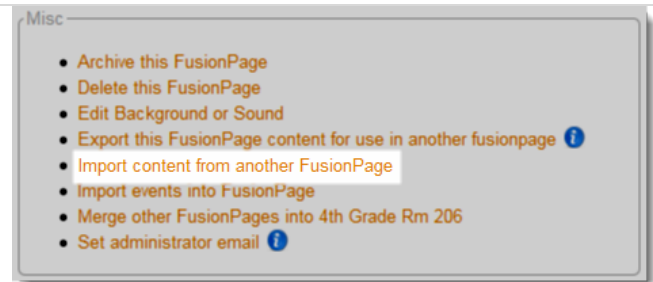 Misc
Archive this FusionPage
Delete this FusionPage
Edit Background or Sound
Export this FusionPage content for use in another fusionpage i
Import content from another FusionPage
Import events into FusionPage
Merge other FusionPages into 4th Grade Rm 206
Set administrator email i